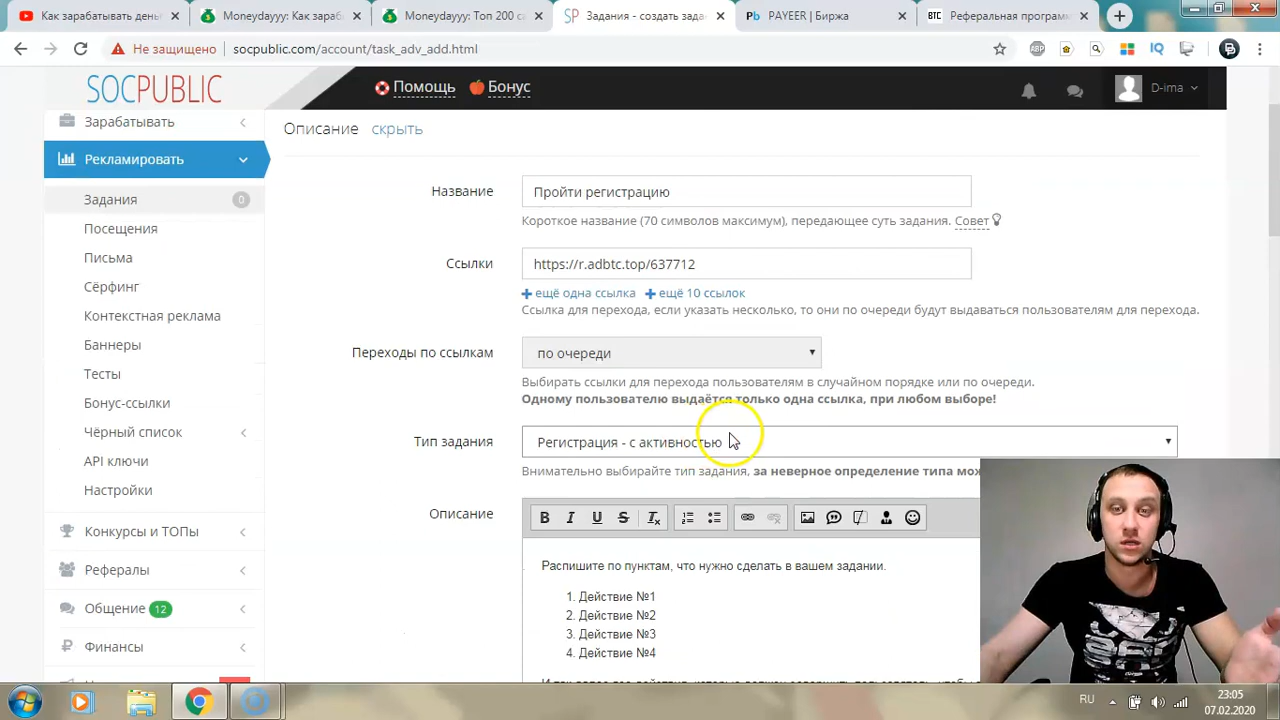 Как зарабатывать ден
Moneydayyy: Как зараб
Moneydayyy: Топ 200 са
SP Задания - создать зада
Pb PAYEER | Биржа
BTC Реферальная програм
Не защищено socpublic.com/account/task_adv_add.html
ABP
IQ
SOCPUBLIC
Помощь
Бонус
D-ima
Зарабатывать
Рекламировать
Задания 0
Посещения
Письма
Сёрфинг
Контекстная реклама
Баннеры
Тесты
Бонус-ссылки
Чёрный список
API ключи
Настройки
Конкурсы и ТОПы
Рефералы
Общение 12
Финансы
Описание скрыть
Название Пройти регистрацию
Короткое название (70 символов максимум), передающее суть задания. Совет
Ссылки https://r.adbtc.top/637712
ещё одна ссылка ещё 10 ссылок
Ссылка для перехода, если указать несколько, то они по очереди будут выдаваться пользователям для перехода.
Переходы по ссылкам по очереди
Выбирать ссылки для перехода пользователям в случайном порядке или по очереди.
Одному пользователю выдаётся только одна ссылка, при любом выборе!
Тип задания Регистрация - с активностью
Внимательно выбирайте тип задания, за неверное определение типа мож
Описание
B I U S Tx
Распишите по пунктам, что нужно сделать в вашем задании.
1. Действие №1
2. Действие №2
3. Действие №3
4. Действие №4
RU
23:05
07.02.2020